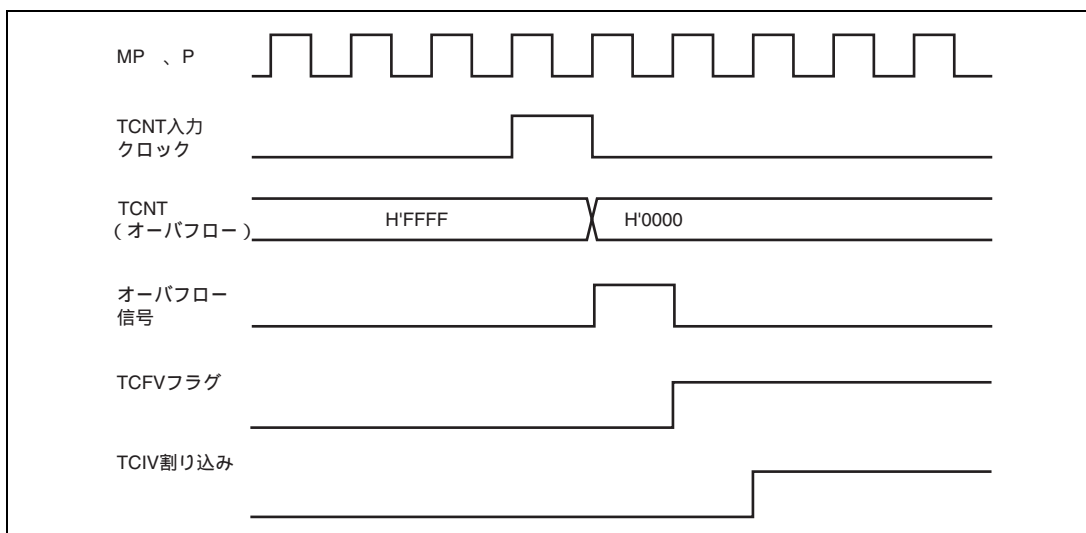 MP 、P
TCNT入力
クロック
TCNT
（オーバフロー）
H'FFFF
H'0000
オーバフロー
信号
TCFVフラグ
TCIV割り込み